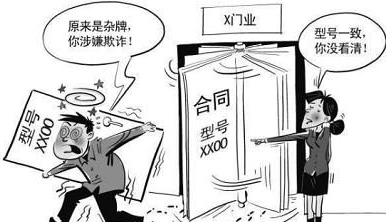 原来是杂牌,
你涉嫌欺诈!
X门业
型号一致,
你没看清!
型号
XX00
合同
型号
XX00